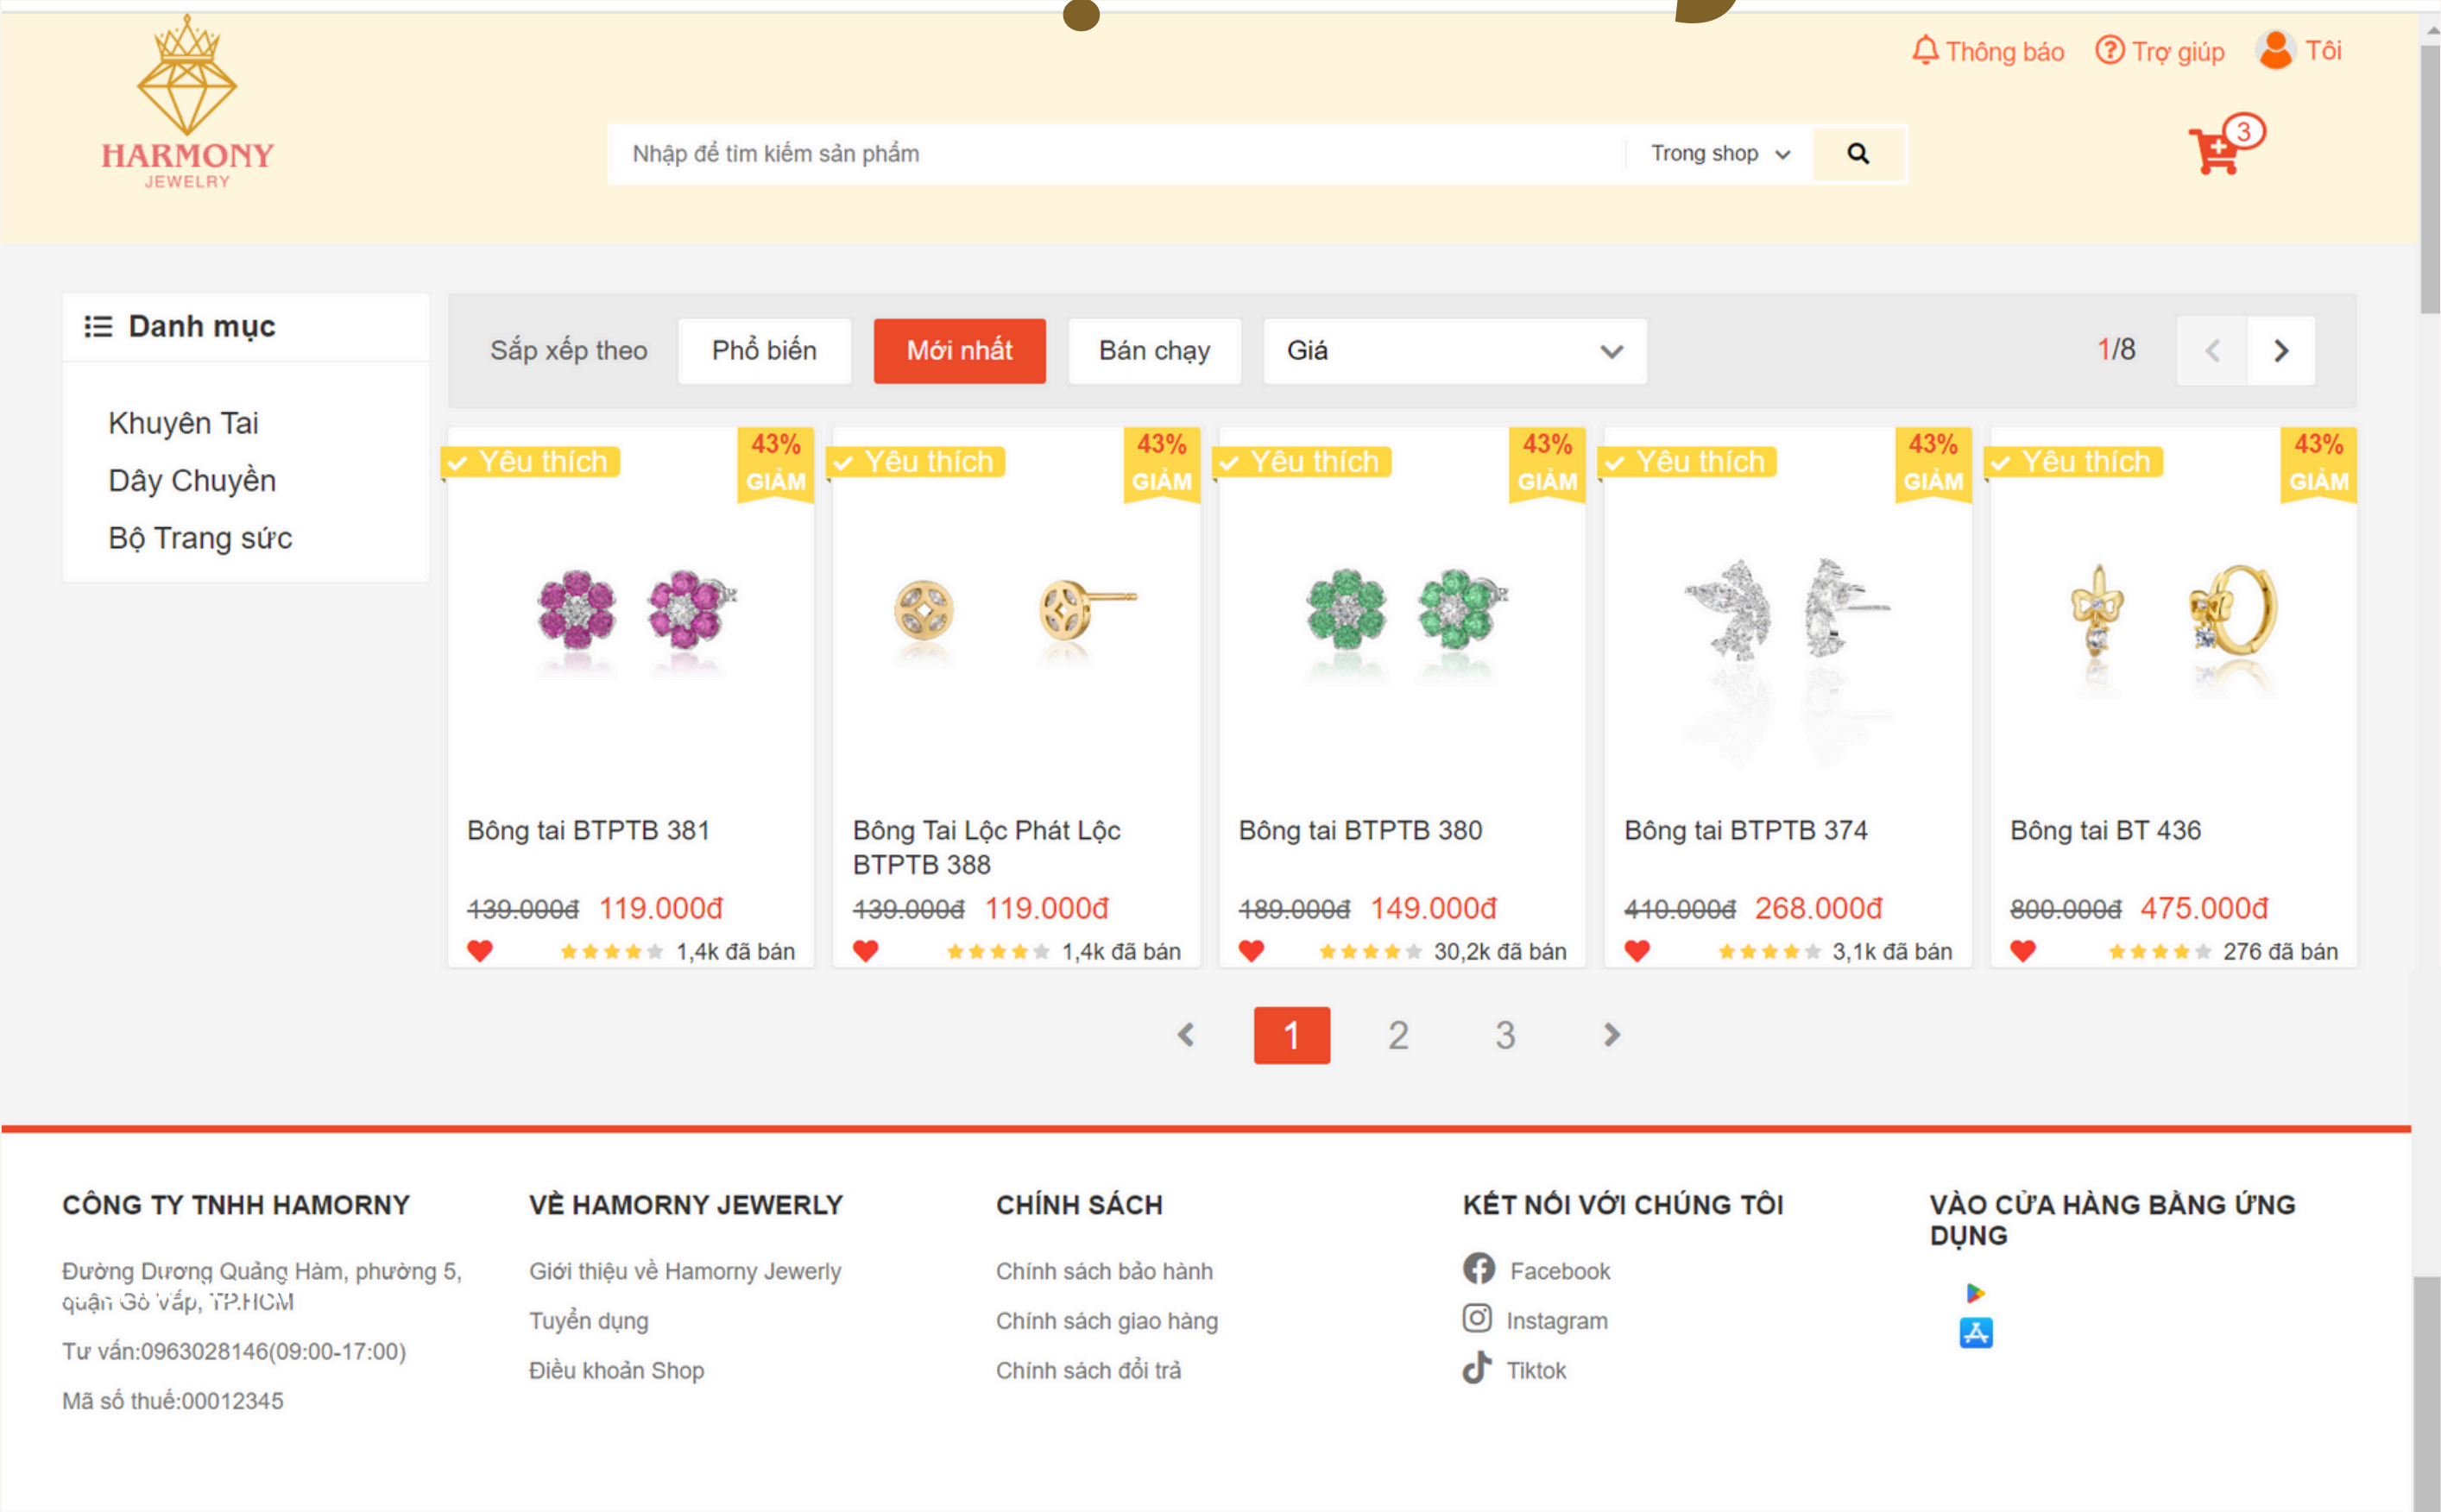 HARMONY
JEWELRY
Thông báo
Trợ giúp
Tôi
Nhập để tìm kiếm sản phẩm
Trong shop
3
Danh mục
Khuyên Tai
Dây Chuyền
Bộ Trang sức
Sắp xếp theo
Phổ biến
Mới nhất
Bán chạy
Giá
1/8
Yêu thích
43%
GIẢM
Bông tai BTPTB 381
139.000đ 119.000đ
1,4k đã bán
Yêu thích
43%
GIẢM
Bông Tai Lộc Phát Lộc
BTPTB 388
139.000đ 119.000đ
1,4k đã bán
Yêu thích
43%
GIẢM
Bông tai BTPTB 380
189.000đ 149.000đ
30,2k đã bán
Yêu thích
43%
GIẢM
Bông tai BTPTB 374
410.000đ 268.000đ
3,1k đã bán
Yêu thích
43%
GIẢM
Bông tai BT 436
800.000đ 475.000đ
276 đã bán
1 2 3
CÔNG TY TNHH HAMORNY
Đường Dương Quảng Hàm, phường 5,
quận Gò Vấp, TP.HCM
Tư vấn:0963028146(09:00-17:00)
Mã số thuế:00012345
VỀ HAMORNY JEWERLY
Giới thiệu về Hamorny Jewerly
Tuyển dụng
Điều khoản Shop
CHÍNH SÁCH
Chính sách bảo hành
Chính sách giao hàng
Chính sách đổi trả
KẾT NỐI VỚI CHÚNG TÔI
Facebook
Instagram
Tiktok
VÀO CỬA HÀNG BẰNG ỨNG
DỤNG